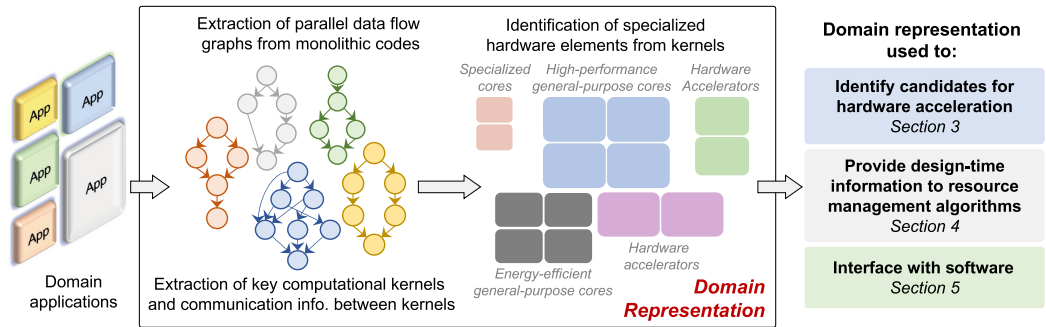 App
App
App
App
App
Domain
applications
Extraction of parallel data flow
graphs from monolithic codes
Extraction of key computational kernels
and communication info. between kernels
Identification of specialized
hardware elements from kernels
Specialized
cores
High-performance
general-purpose cores
Hardware
Accelerators
Energy-efficient
general-purpose cores
Hardware
accelerators
Domain
Representation
Domain representation
used to:
Identify candidates for
hardware acceleration
Section 3
Provide design-time
information to resource
management algorithms
Section 4
Interface with software
Section 5